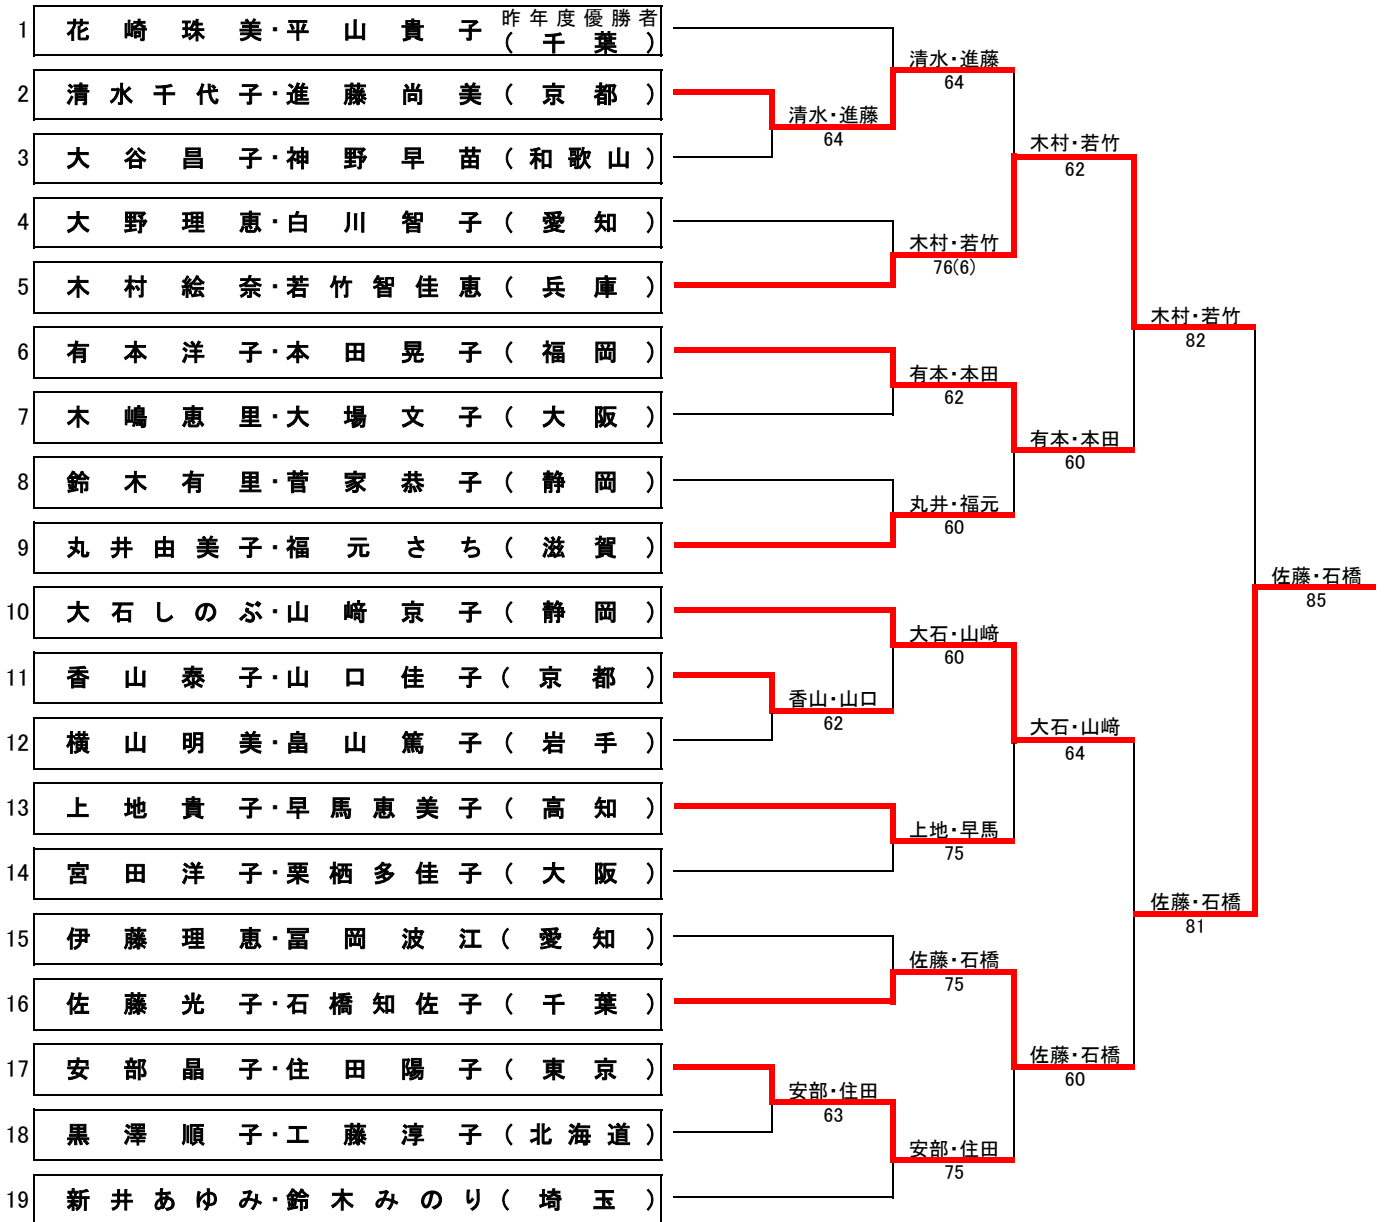 1 花崎珠美・平山貴子 昨年度優勝者(千葉)
2 清水千代子・進藤尚美(京都)
3 大谷昌子・神野早苗(和歌山)
4 大野理恵・白川智子(愛知)
5 木村絵奈・若竹智佳恵(兵庫)
6 有本洋子・本田晃子(福岡)
7 木嶋恵里・大場文子(大阪)
8 鈴木有里・菅家恭子(静岡)
9 丸井由美子・福元さち(滋賀)
10 大石しのぶ・山﨑京子(静岡)
11 香山泰子・山口佳子(京都)
12 横山明美・畠山篤子(岩手)
13 上地貴子・早馬恵美子(高知)
14 宮田洋子・栗栖多佳子(大阪)
15 伊藤理恵・冨岡波江(愛知)
16 佐藤光子・石橋知佐子(千葉)
17 安部晶子・住田陽子(東京)
18 黒澤順子・工藤淳子(北海道)
19 新井あゆみ・鈴木みのり(埼玉)
清水・進藤
64
香山・山口
62
安部・住田
63
清水・進藤
64
木村・若竹
76(6)
有本・本田
62
丸井・福元
60
大石・山﨑
60
上地・早馬
75
佐藤・石橋
75
安部・住田
75
木村・若竹
62
有本・本田
60
大石・山﨑
64
佐藤・石橋
60
木村・若竹
82
佐藤・石橋
81
佐藤・石橋
85